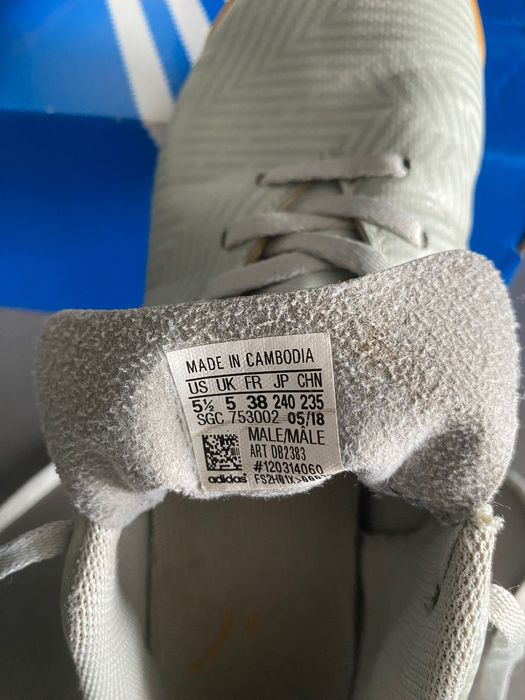 MADE IN CAMBODIA
US UK FR JP CHN
5½ 5 38 240 235
SGC 753002 05/18
MALE/MÂLE
ART DB2383
#120314060
adidas